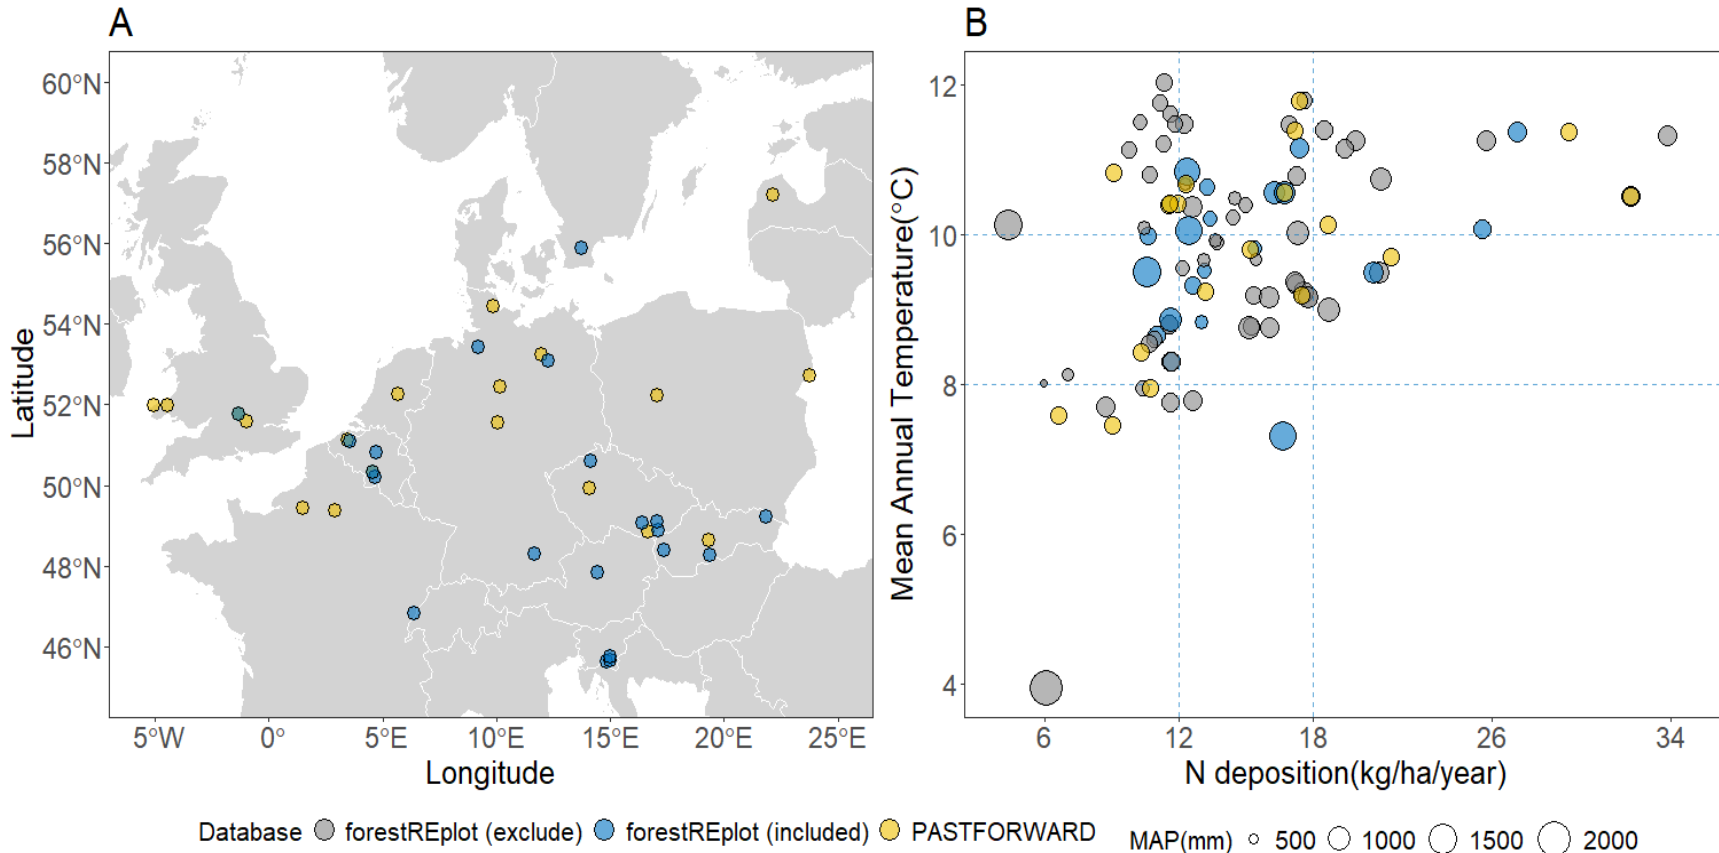 A
60°N
58°N
56°N
54°N
52°N
50°N
48°N
46°N
Latitude
5°W 0° 5°E 10°E 15°E 20°E 25°E
Longitude
B
12
10
8
6
4
Mean Annual Temperature(°C)
6 12 18 26 34
N deposition(kg/ha/year)
Database forestREplot (exclude) forestREplot (included) PASTFORWARD MAP(mm) 500 1000 1500 2000